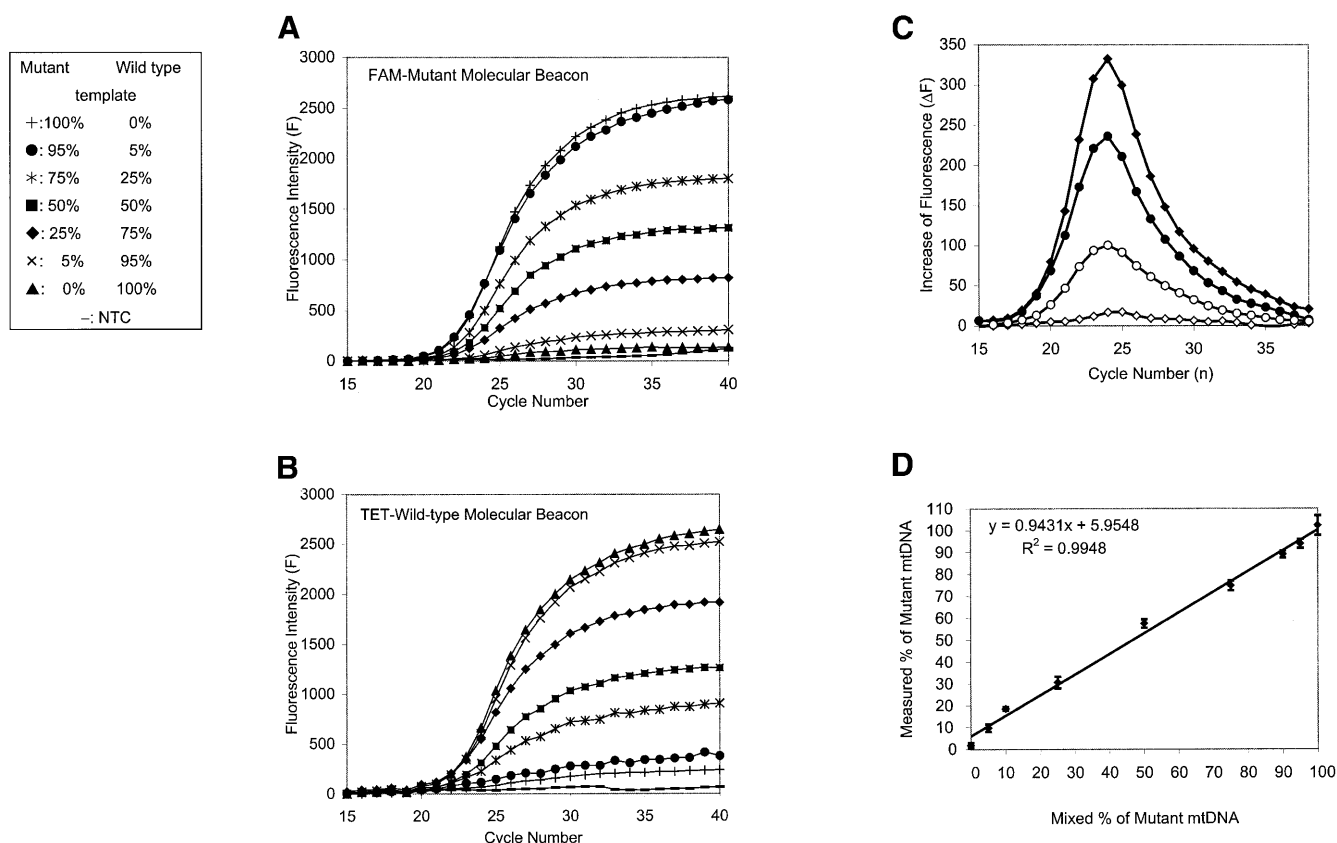 Mutant Wild type
template
+:100% 0%
●: 95% 5%
✳: 75% 25%
■: 50% 50%
◆: 25% 75%
×: 5% 95%
▲: 0% 100%
–: NTC
A
FAM-Mutant Molecular Beacon
Fluorescence Intensity (F)
3000
2500
2000
1500
1000
500
0
15 20 25 30 35 40
Cycle Number
B
TET-Wild-type Molecular Beacon
Fluorescence Intensity (F)
3000
2500
2000
1500
1000
500
0
15 20 25 30 35 40
Cycle Number
C
Increase of Fluorescence (ΔF)
350
300
250
200
150
100
50
0
15 20 25 30 35
Cycle Number (n)
D
y = 0.9431x + 5.9548
R² = 0.9948
Measured % of Mutant mtDNA
110
100
90
80
70
60
50
40
30
20
10
0
0 10 20 30 40 50 60 70 80 90 100
Mixed % of Mutant mtDNA